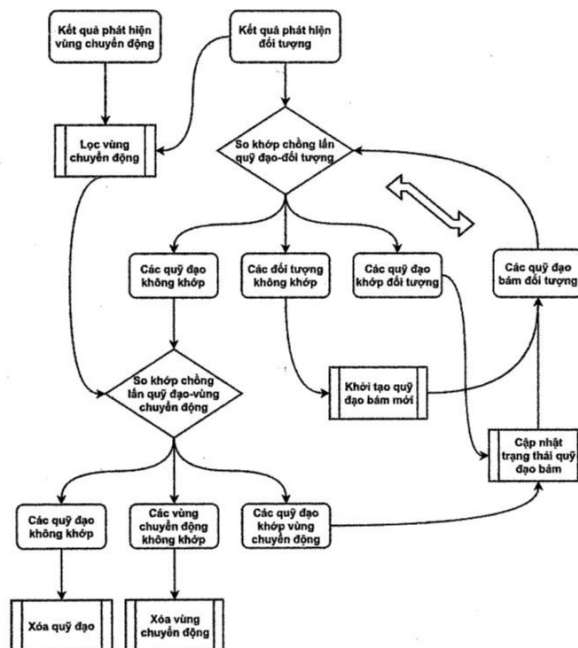 Kết quả phát hiện
vùng chuyển động
Kết quả phát hiện
đối tượng
Lọc vùng
chuyển động
So khớp chồng lấn
quỹ đạo-đối tượng
Các quỹ đạo
không khớp
Các đối tượng
không khớp
Các quỹ đạo
khớp đối tượng
Các quỹ đạo
bám đối tượng
So khớp chồng
lấn quỹ đạo-vùng
chuyển động
Khởi tạo quỹ
đạo bám mới
Cập nhật
trạng thái quỹ
đạo bám
Các quỹ đạo
không khớp
Các vùng
chuyển động
không khớp
Các quỹ đạo
khớp vùng
chuyển động
Xóa quỹ đạo
Xóa vùng
chuyển động